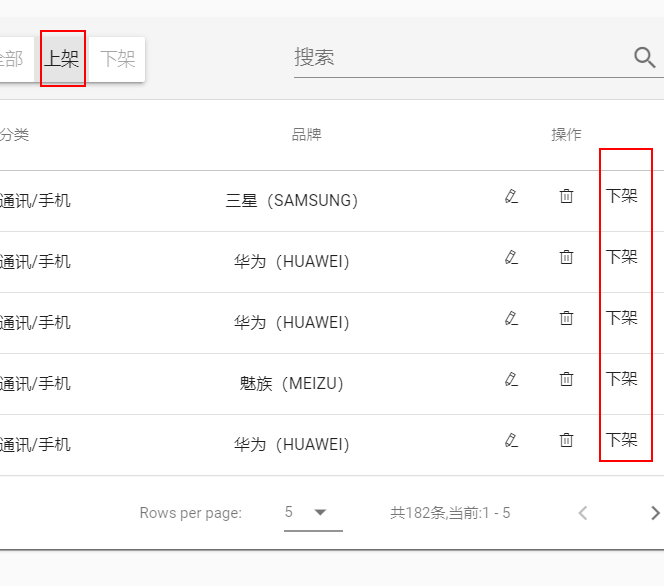 全部 上架 下架 搜索
分类 品牌 操作
通讯/手机 三星（SAMSUNG） 下架
通讯/手机 华为（HUAWEI） 下架
通讯/手机 华为（HUAWEI） 下架
通讯/手机 魅族（MEIZU） 下架
通讯/手机 华为（HUAWEI） 下架
Rows per page: 5 共182条,当前:1 - 5